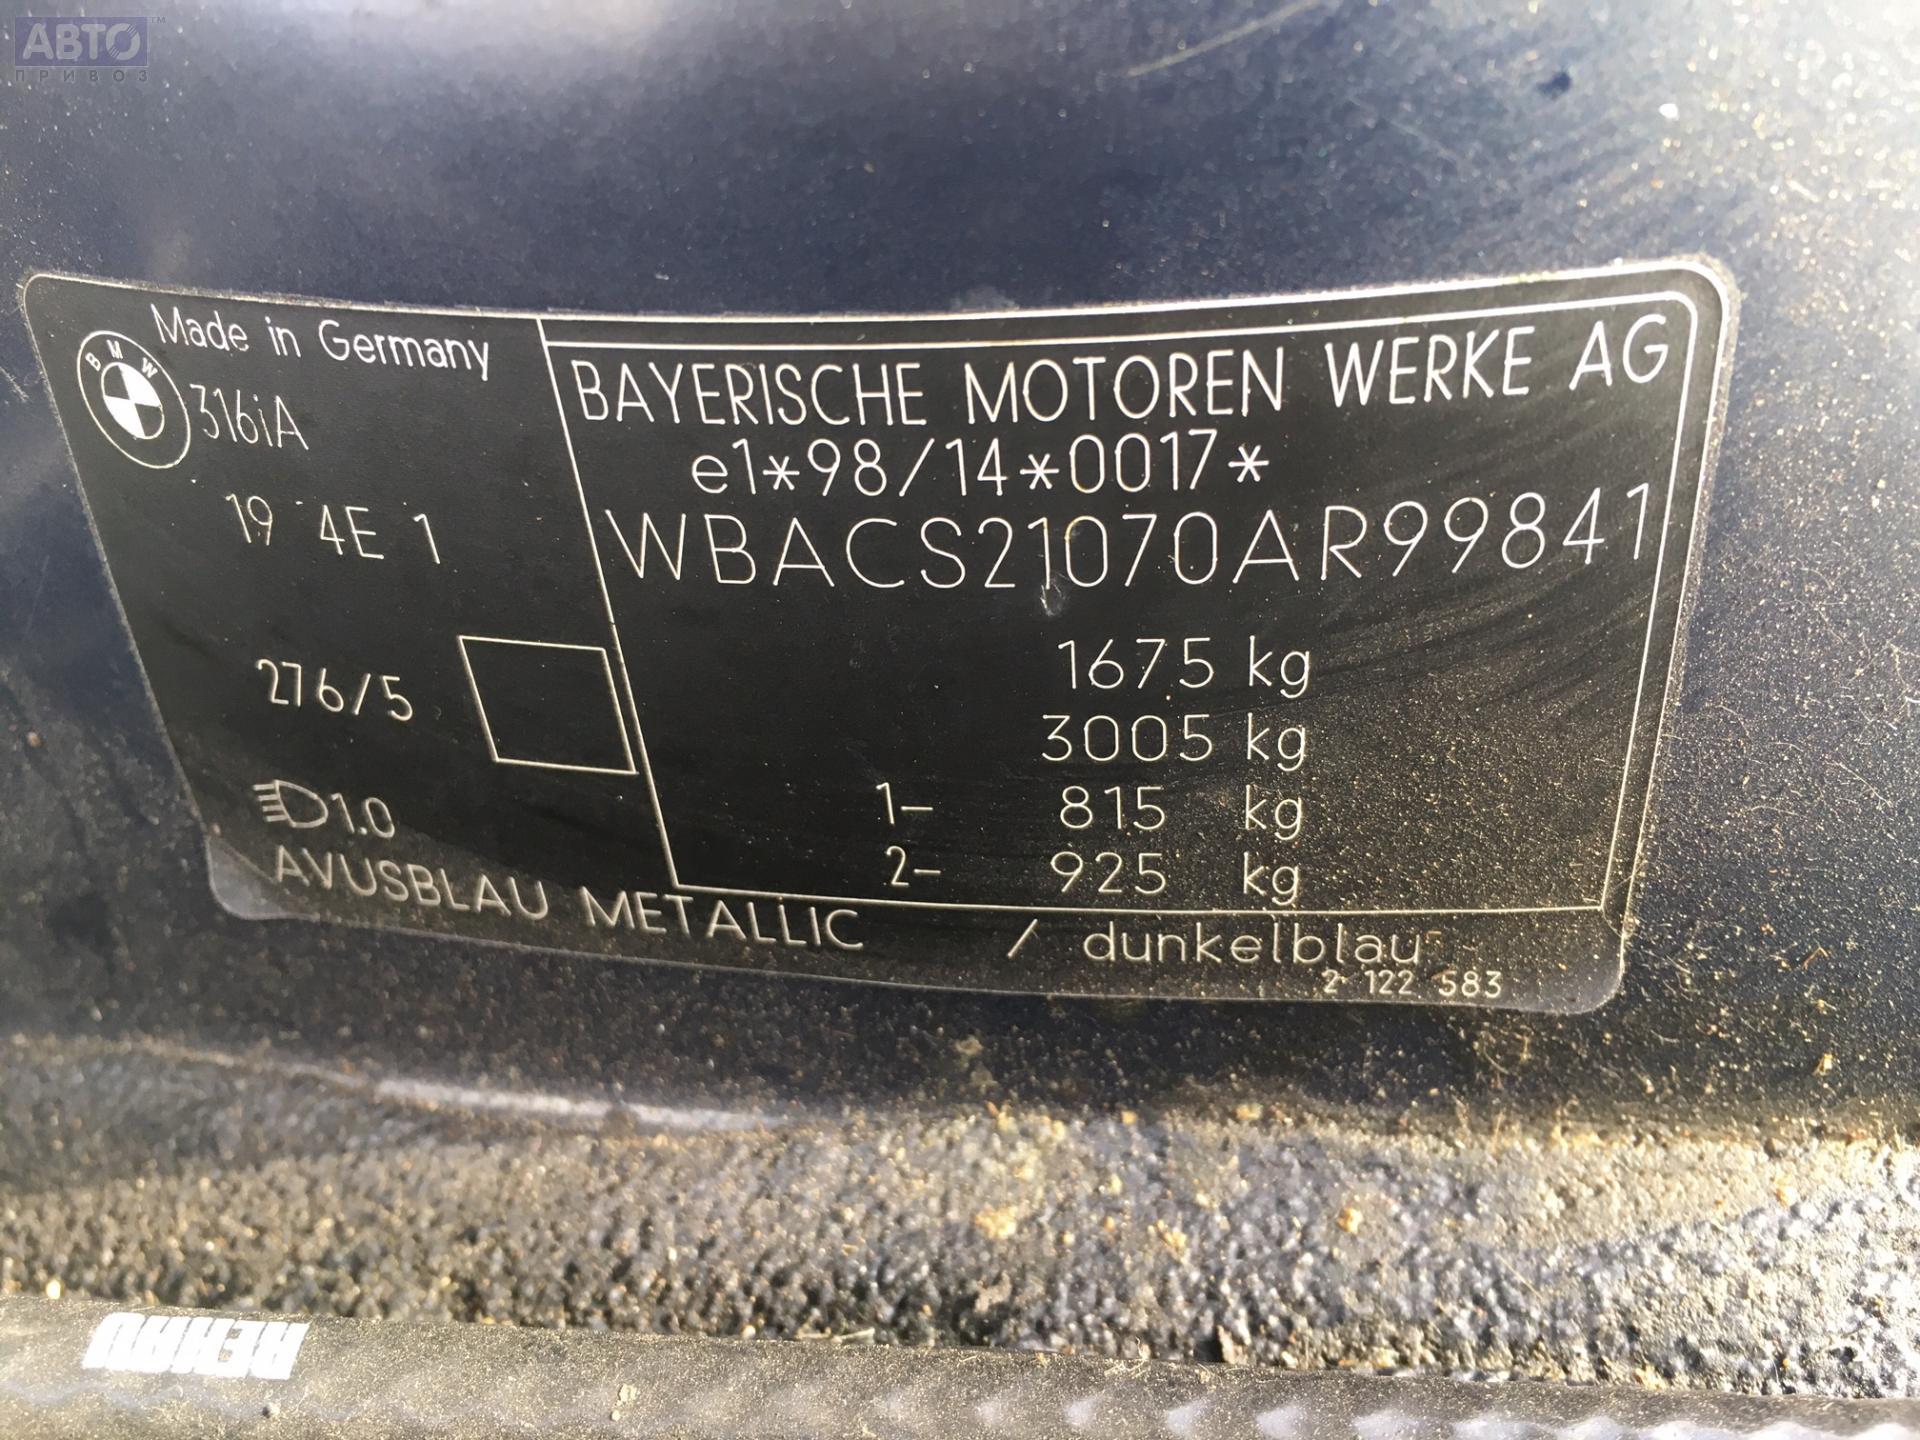 АВТО™
ПРИВОЗ
BMW
Made in Germany
316iA
19 4E 1
276/5
1.0
BAYERISCHE MOTOREN WERKE AG
e1*98/14*0017*
WBACS21070AR99841
1675 kg
3005 kg
1- 815 kg
2- 925 kg
AVUSBLAU METALLIC / dunkelblau
2 122 583
REHAU